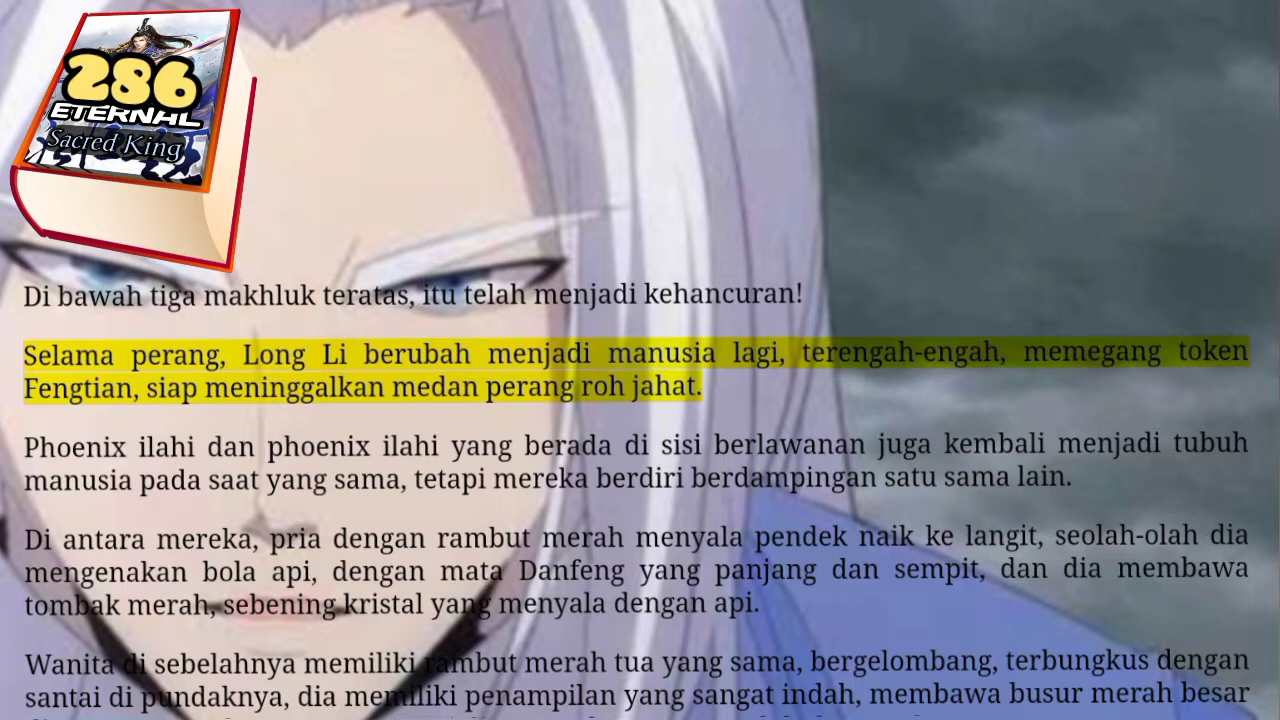 286
ETERNAL
Sacred King
Di bawah tiga makhluk teratas, itu telah menjadi kehancuran!
Selama perang, Long Li berubah menjadi manusia lagi, terengah-engah, memegang token
Fengtian, siap meninggalkan medan perang roh jahat.
Phoenix ilahi dan phoenix ilahi yang berada di sisi berlawanan juga kembali menjadi tubuh
manusia pada saat yang sama, tetapi mereka berdiri berdampingan satu sama lain.
Di antara mereka, pria dengan rambut merah menyala pendek naik ke langit, seolah-olah dia
mengenakan bola api, dengan mata Danfeng yang panjang dan sempit, dan dia membawa
tombak merah, sebening kristal yang menyala dengan api.
Wanita di sebelahnya memiliki rambut merah tua yang sama, bergelombang, terbungkus dengan
santai di pundaknya, dia memiliki penampilan yang sangat indah, membawa busur merah besar